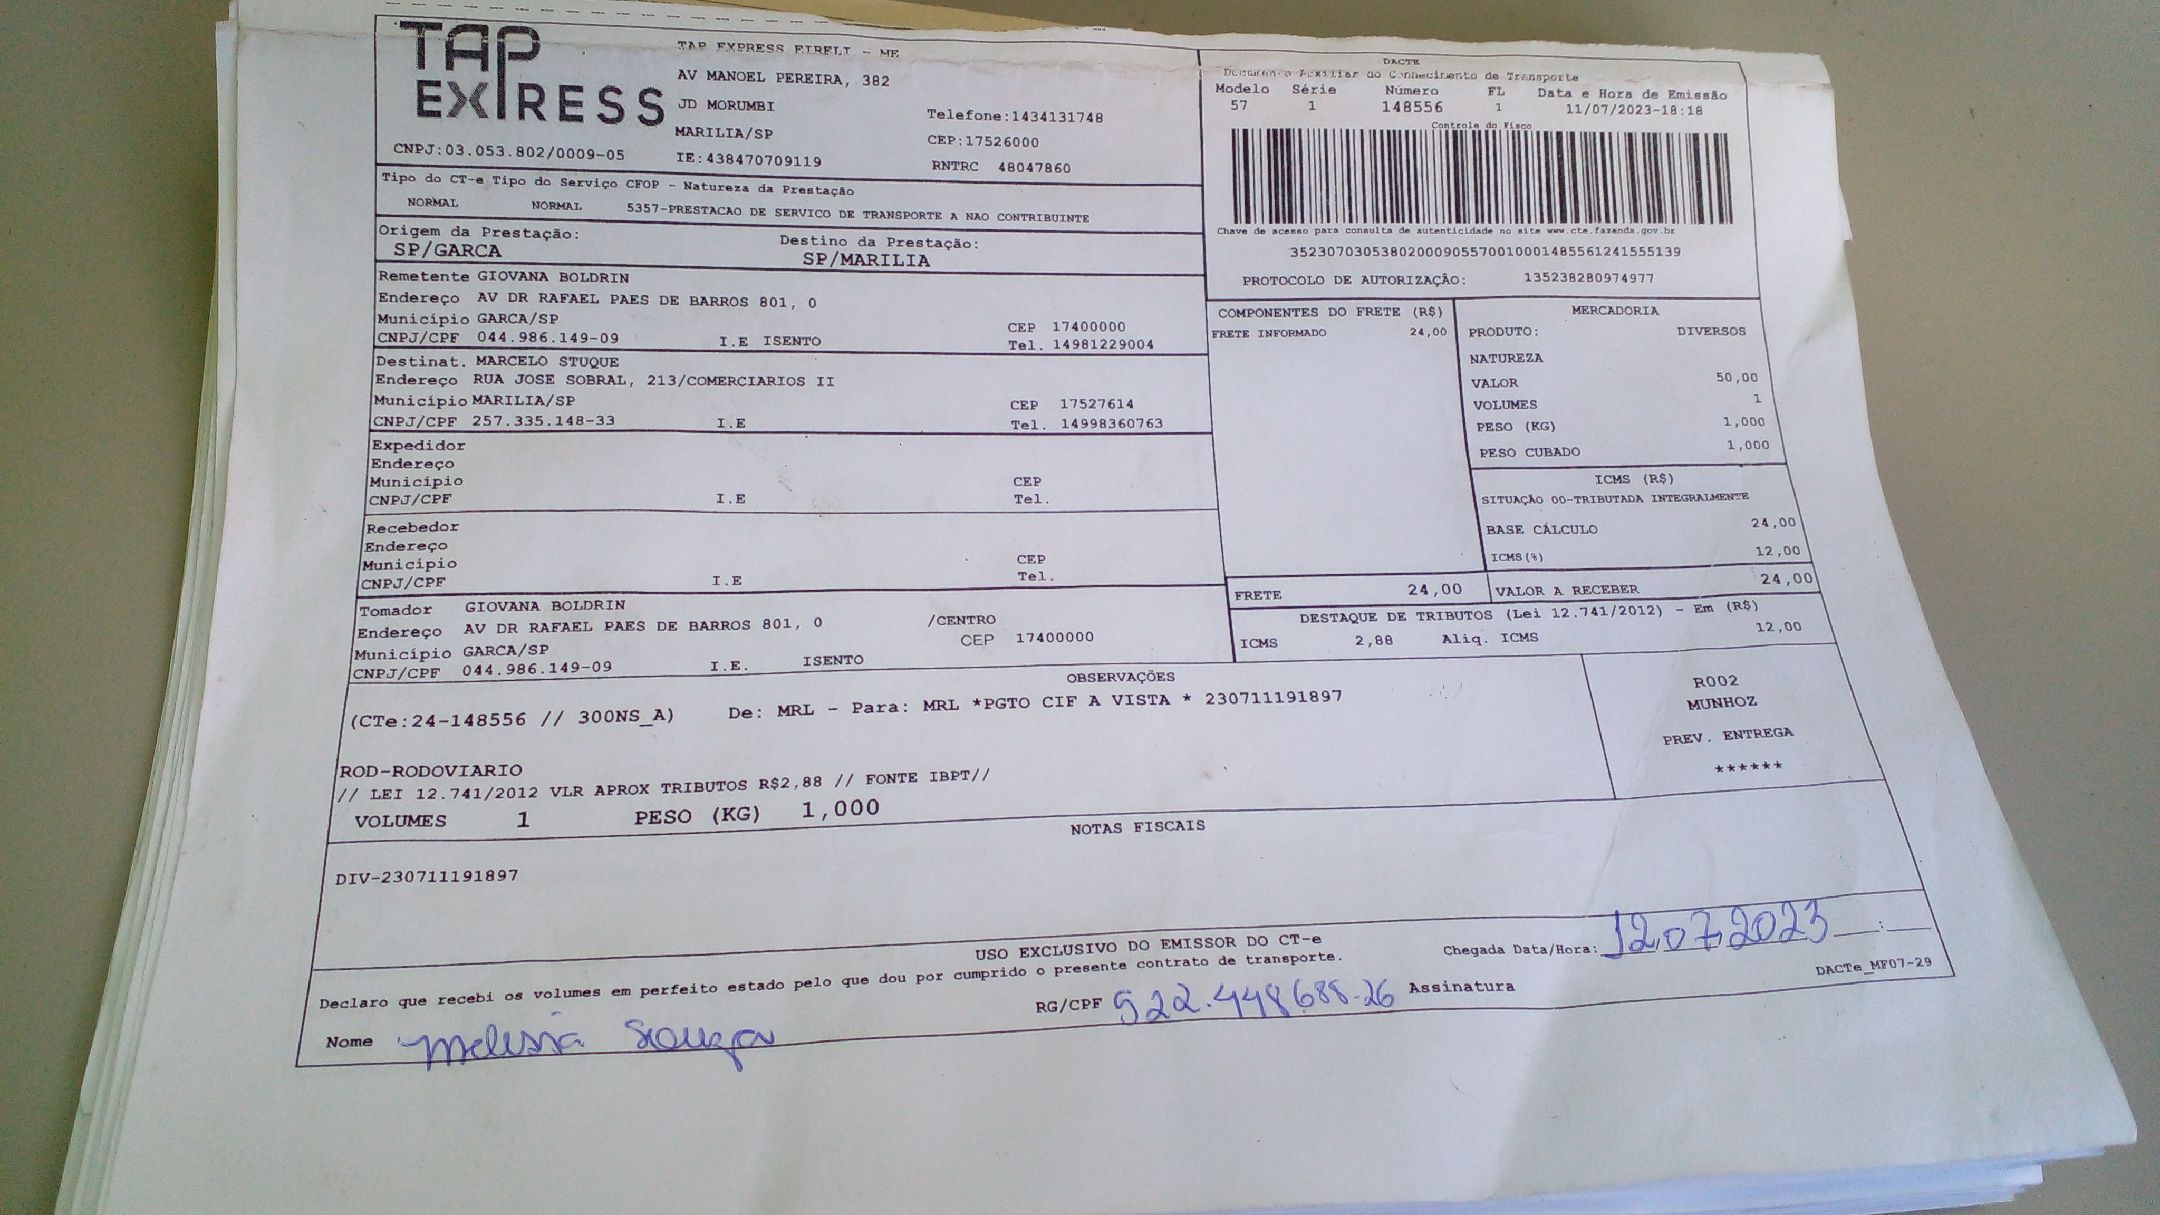 TAP
EXPRESS
TAP EXPRESS EIRELI - ME
AV MANOEL PEREIRA, 382
JD MORUMBI
MARILIA/SP
CNPJ:03.053.802/0009-05 IE:438470709119
Telefone:1434131748
CEP:17526000
RNTRC 48047860
DACTE
Documento Auxiliar do Conhecimento de Transporte
Modelo Série Número FL Data e Hora de Emissão
57 1 148556 1 11/07/2023-18:18
Controle do Fisco
Chave de acesso para consulta de autenticidade no site www.cte.fazenda.gov.br
35230703053802000905570010001485561241555139
PROTOCOLO DE AUTORIZAÇÃO: 135238280974977
Tipo do CT-e Tipo do Serviço CFOP - Natureza da Prestação
NORMAL NORMAL 5357-PRESTACAO DE SERVICO DE TRANSPORTE A NAO CONTRIBUINTE
Origem da Prestação: Destino da Prestação:
SP/GARCA SP/MARILIA
Remetente GIOVANA BOLDRIN
Endereço AV DR RAFAEL PAES DE BARROS 801, 0
Município GARCA/SP CEP 17400000
CNPJ/CPF 044.986.149-09 I.E ISENTO Tel. 14981229004
Destinat. MARCELO STUQUE
Endereço RUA JOSE SOBRAL, 213/COMERCIARIOS II
Município MARILIA/SP CEP 17527614
CNPJ/CPF 257.335.148-33 I.E Tel. 14998360763
Expedidor
Endereço
Município CEP
CNPJ/CPF I.E Tel.
Recebedor
Endereço
Município CEP
CNPJ/CPF I.E Tel.
Tomador GIOVANA BOLDRIN
Endereço AV DR RAFAEL PAES DE BARROS 801, 0 /CENTRO
Município GARCA/SP CEP 17400000
CNPJ/CPF 044.986.149-09 I.E. ISENTO
COMPONENTES DO FRETE (R$)
FRETE INFORMADO 24,00
MERCADORIA
PRODUTO: DIVERSOS
NATUREZA
VALOR 50,00
VOLUMES 1
PESO (KG) 1,000
PESO CUBADO 1,000
ICMS (R$)
SITUAÇÃO 00-TRIBUTADA INTEGRALMENTE
BASE CÁLCULO 24,00
ICMS(%) 12,00
FRETE 24,00 VALOR A RECEBER 24,00
DESTAQUE DE TRIBUTOS (Lei 12.741/2012) - Em (R$)
ICMS 2,88 Aliq. ICMS 12,00
OBSERVAÇÕES
(CTe:24-148556 // 300NS_A) De: MRL - Para: MRL *PGTO CIF A VISTA * 230711191897
ROD-RODOVIARIO
// LEI 12.741/2012 VLR APROX TRIBUTOS R$2,88 // FONTE IBPT//
VOLUMES 1 PESO (KG) 1,000
R002
MUNHOZ
PREV. ENTREGA
******
NOTAS FISCAIS
DIV-230711191897
USO EXCLUSIVO DO EMISSOR DO CT-e
Chegada Data/Hora: 12.07.2023 __:__
Declaro que recebi os volumes em perfeito estado pelo que dou por cumprido o presente contrato de transporte.
DACTe_MF07-29
Nome Melissa Souza RG/CPF 522.448.688-26 Assinatura